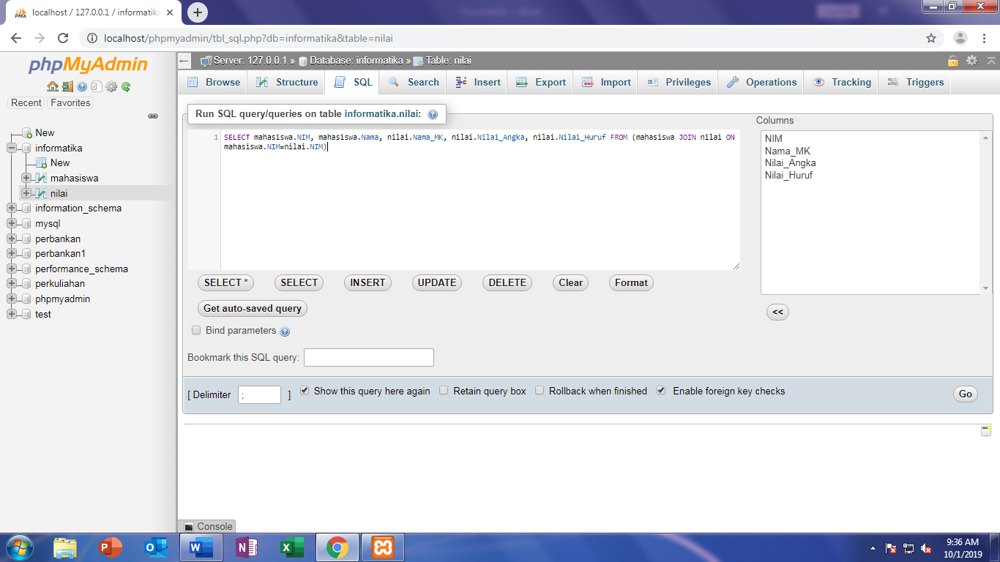 localhost / 127.0.0.1 / informatika
localhost/phpmyadmin/tbl_sql.php?db=informatika&table=nilai
phpMyAdmin
Recent Favorites
New
informatika
New
mahasiswa
nilai
information_schema
mysql
perbankan
perbankan1
performance_schema
perkuliahan
phpmyadmin
test
Server: 127.0.0.1 » Database: informatika » Table: nilai
Browse Structure SQL Search Insert Export Import Privileges Operations Tracking Triggers
Run SQL query/queries on table informatika.nilai:
1 SELECT mahasiswa.NIM, mahasiswa.Nama, nilai.Nama_MK, nilai.Nilai_Angka, nilai.Nilai_Huruf FROM (mahasiswa JOIN nilai ON
mahasiswa.NIM=nilai.NIM)
Columns
NIM
Nama_MK
Nilai_Angka
Nilai_Huruf
<<
SELECT * SELECT INSERT UPDATE DELETE Clear Format
Get auto-saved query
Bind parameters
Bookmark this SQL query:
[ Delimiter ; ] Show this query here again Retain query box Rollback when finished Enable foreign key checks Go
Console
9:36 AM
10/1/2019